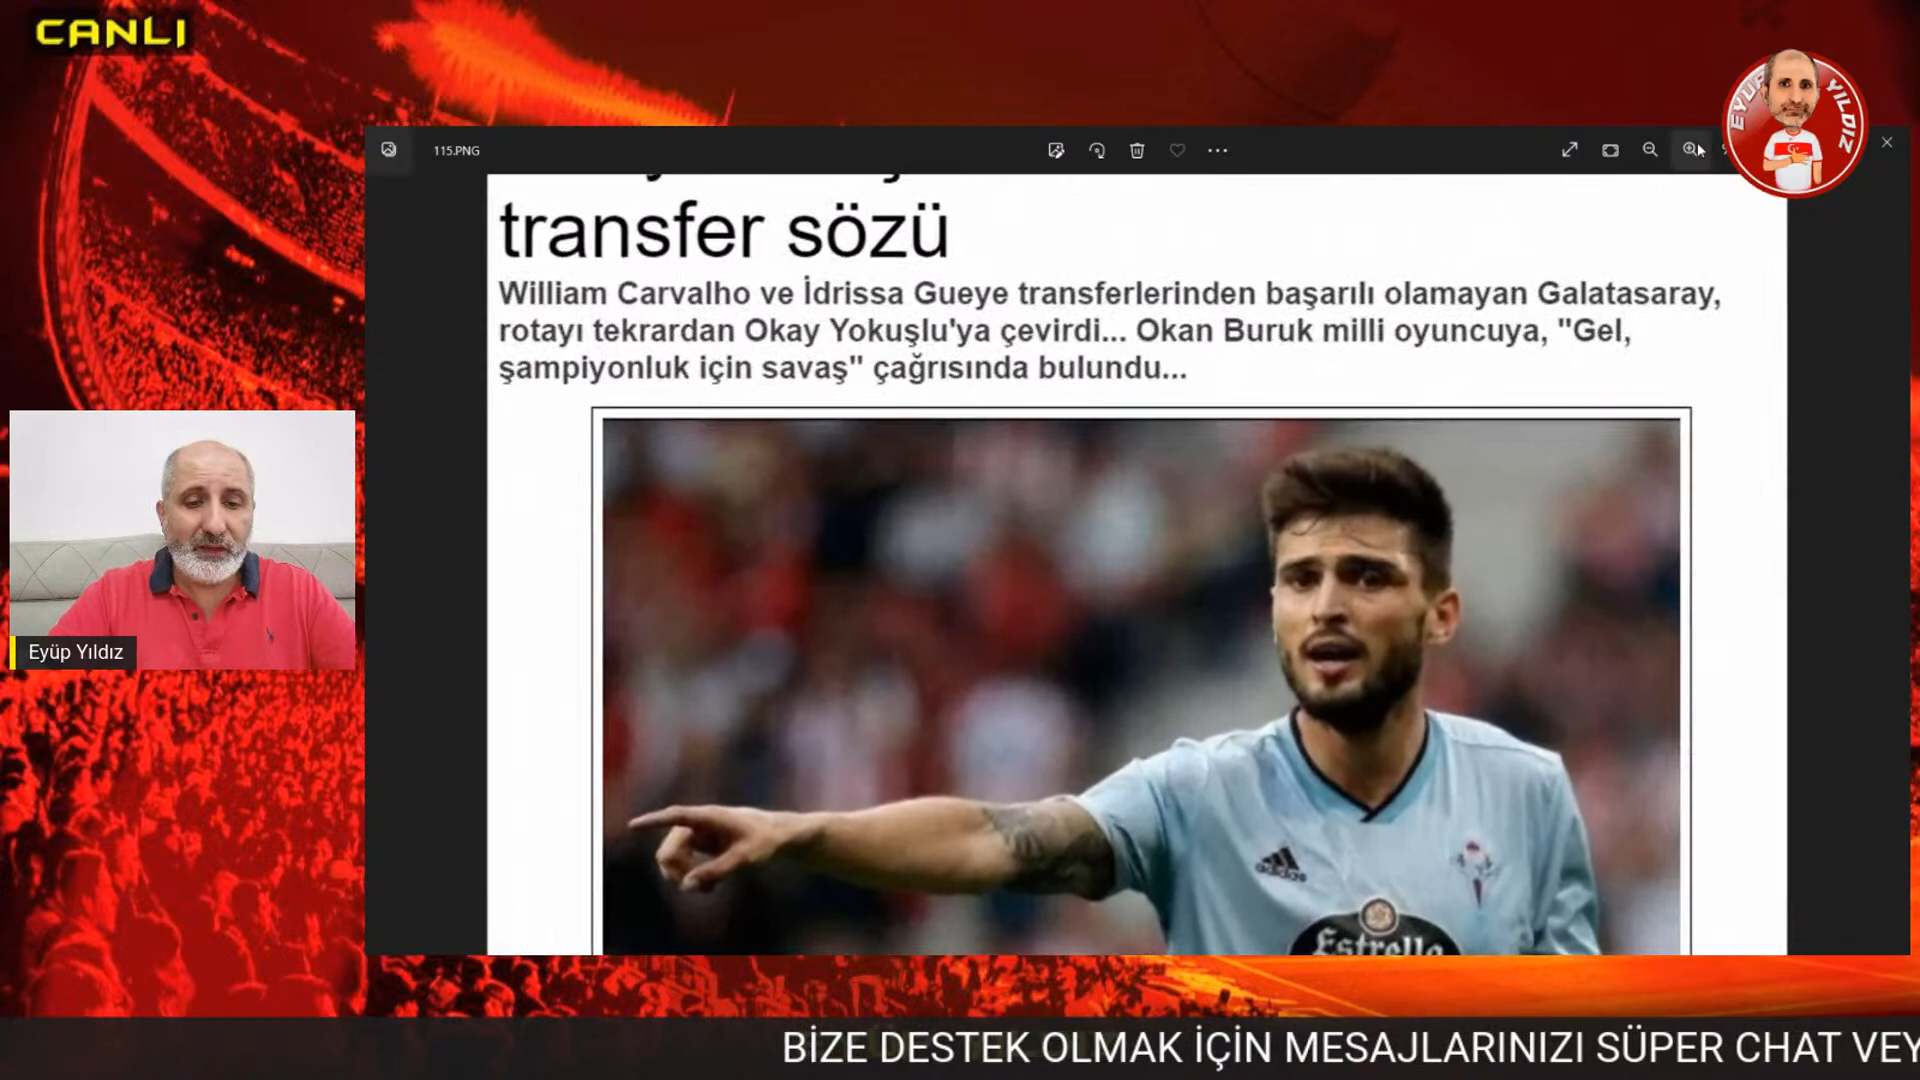 CANLI
EYÜP YILDIZ
115.PNG
transfer sözü
William Carvalho ve İdrissa Gueye transferlerinden başarılı olamayan Galatasaray,
rotayı tekrardan Okay Yokuşlu'ya çevirdi... Okan Buruk milli oyuncuya, "Gel,
şampiyonluk için savaş" çağrısında bulundu...
adidas
Estrella
Eyüp Yıldız
BİZE DESTEK OLMAK İÇİN MESAJLARINIZI SÜPER CHAT VEY